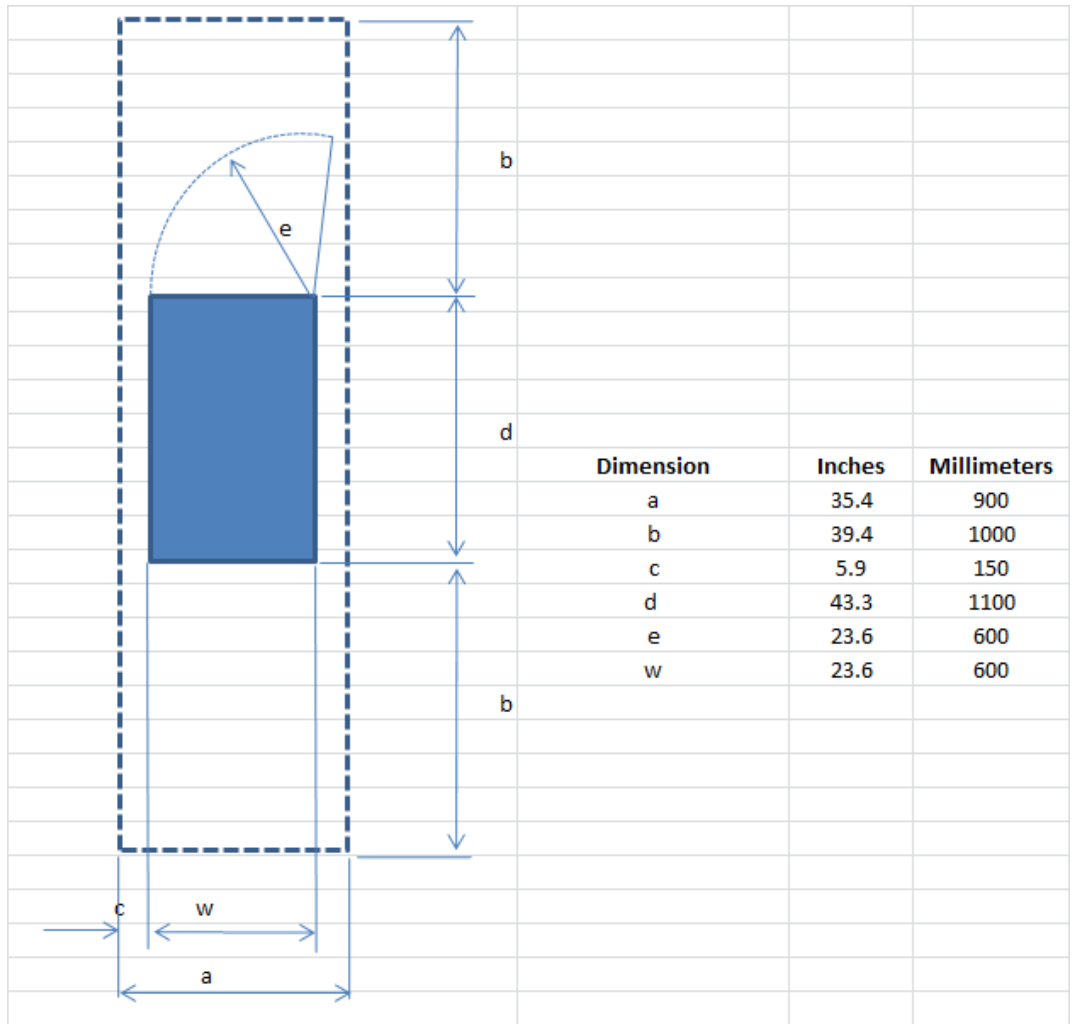 b
e
d
Dimension Inches Millimeters
a 35.4 900
b 39.4 1000
c 5.9 150
d 43.3 1100
e 23.6 600
w 23.6 600
b
c w
a